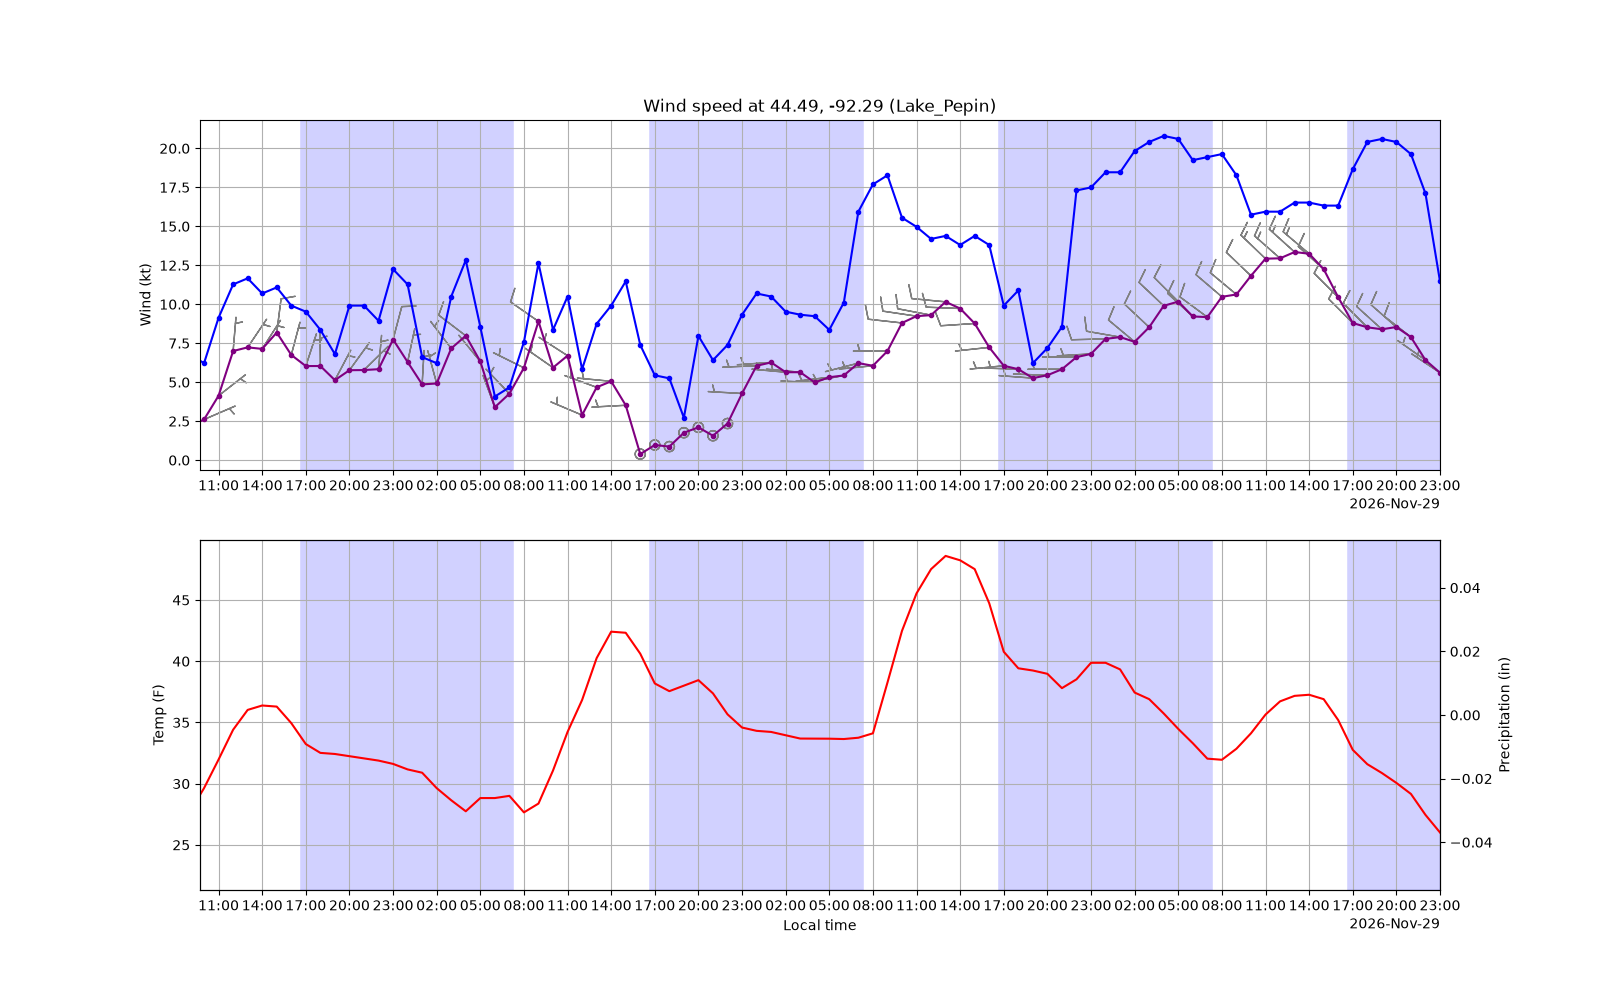 Wind speed at 44.49, -92.29 (Lake_Pepin)
Wind (kt)
20.0
17.5
15.0
12.5
10.0
7.5
5.0
2.5
0.0
11:00 14:00 17:00 20:00 23:00 02:00 05:00 08:00 11:00 14:00 17:00 20:00 23:00 02:00 05:00 08:00 11:00 14:00 17:00 20:00 23:00 02:00 05:00 08:00 11:00 14:00 17:00 20:00 23:00
2026-Nov-29
Temp (F)
45
40
35
30
25
0.04
0.02
0.00
−0.02
−0.04
Precipitation (in)
11:00 14:00 17:00 20:00 23:00 02:00 05:00 08:00 11:00 14:00 17:00 20:00 23:00 02:00 05:00 08:00 11:00 14:00 17:00 20:00 23:00 02:00 05:00 08:00 11:00 14:00 17:00 20:00 23:00
Local time
2026-Nov-29